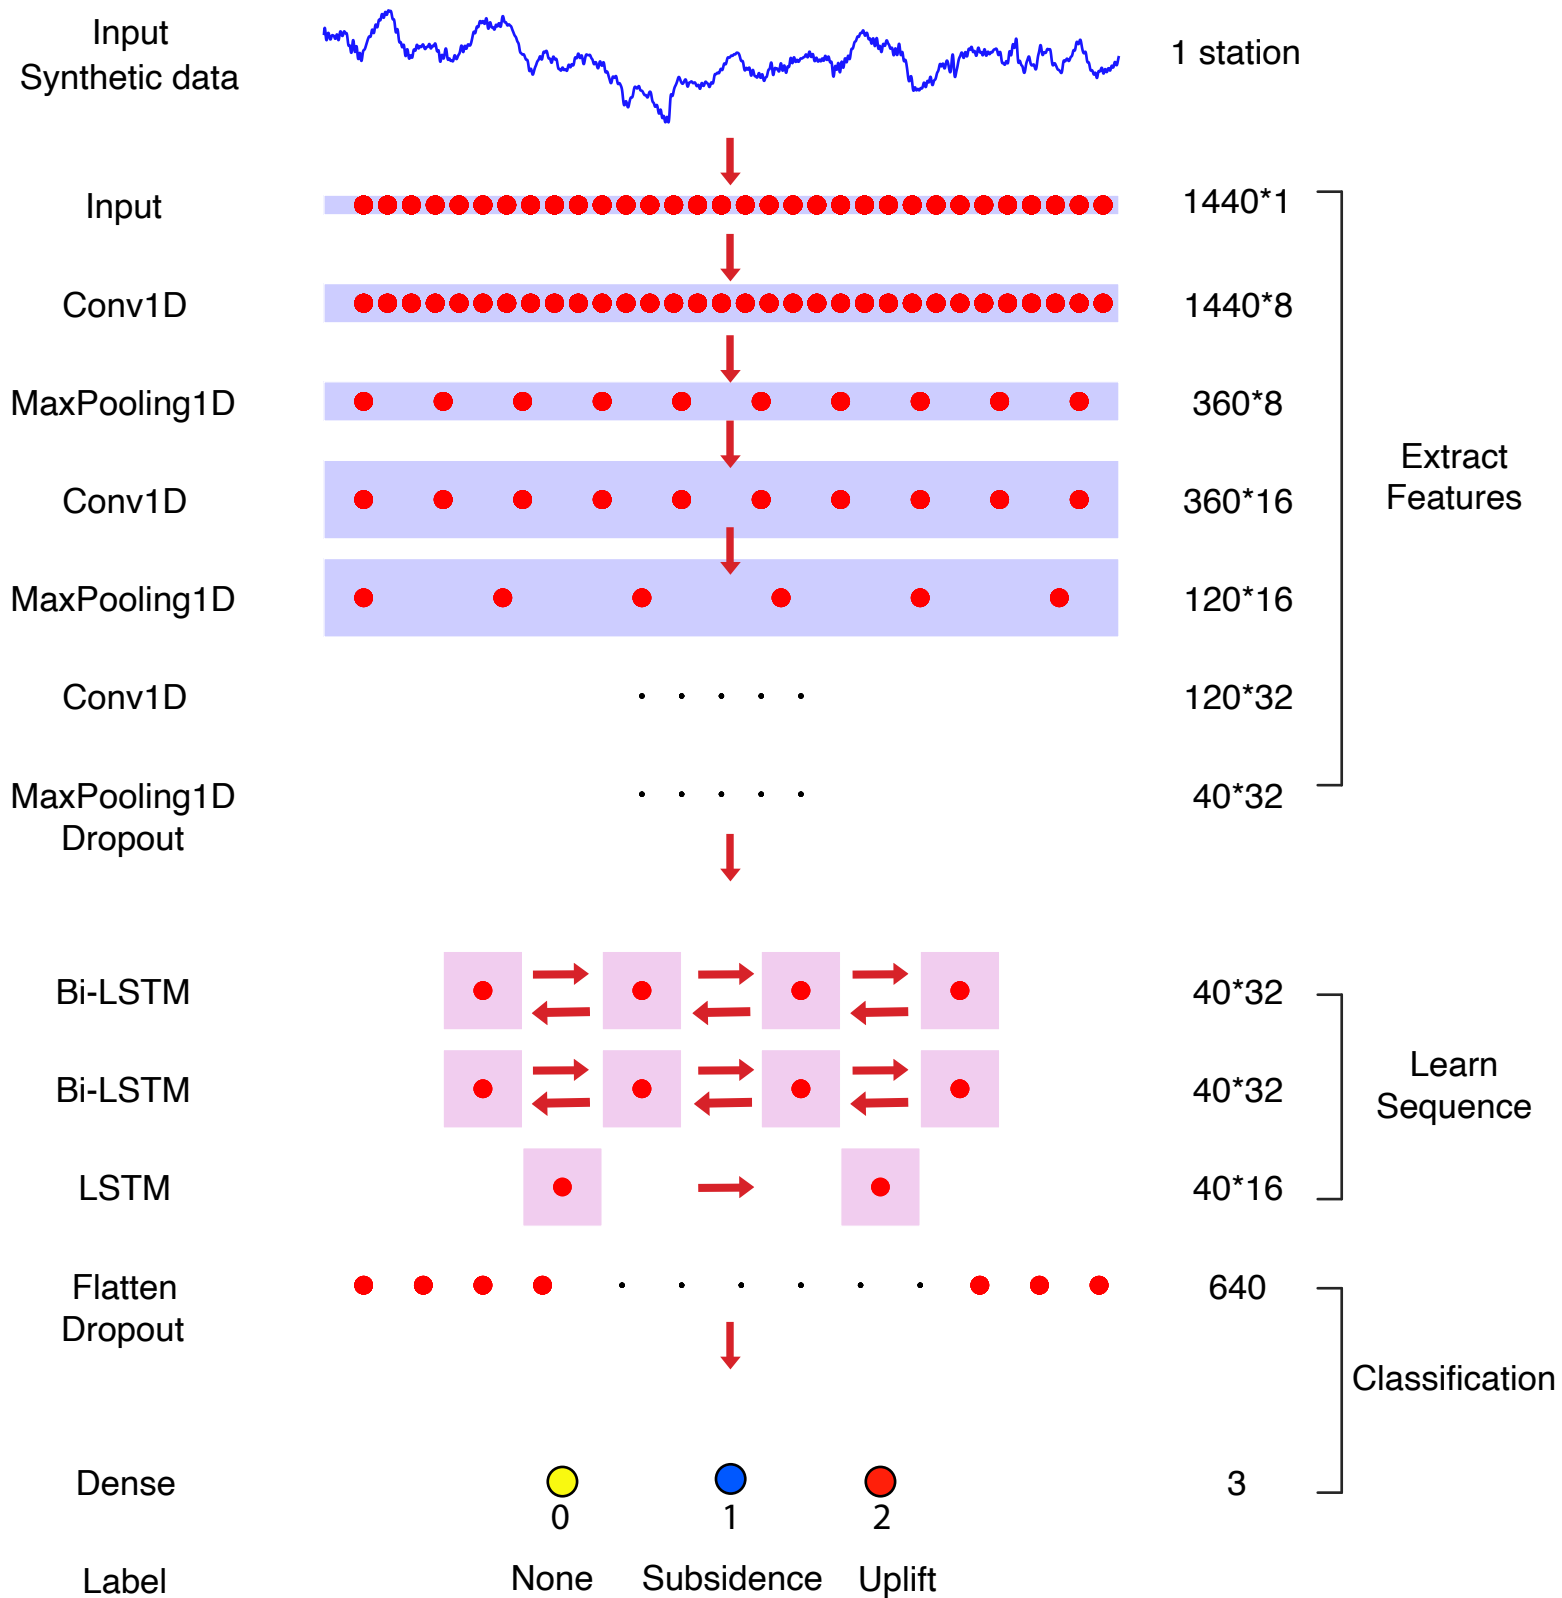 Input
Synthetic data
1 station
Input
1440*1
Conv1D
1440*8
MaxPooling1D
360*8
Extract
Features
Conv1D
360*16
MaxPooling1D
120*16
Conv1D
120*32
MaxPooling1D
Dropout
40*32
Bi-LSTM
40*32
Bi-LSTM
40*32
Learn
Sequence
LSTM
40*16
Flatten
Dropout
640
Classification
Dense
3
0 1 2
Label
None Subsidence Uplift